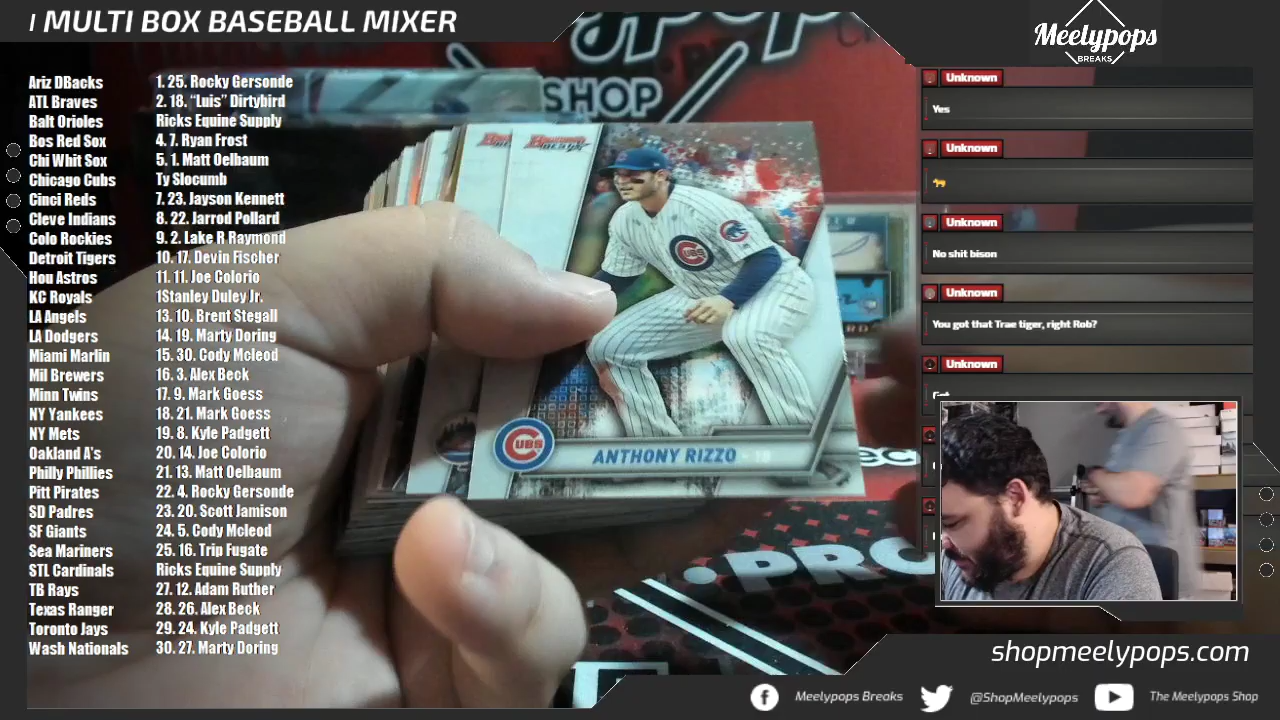 MULTI BOX BASEBALL MIXER
Ariz DBacks 1. 25. Rocky Gersonde
ATL Braves 2. 18. “Luis” Dirtybird
Balt Orioles Ricks Equine Supply
Bos Red Sox 4. 7. Ryan Frost
Chi Whit Sox 5. 1. Matt Oelbaum
Chicago Cubs Ty Slocumb
Cinci Reds 7. 23. Jayson Kennett
Cleve Indians 8. 22. Jarrod Pollard
Colo Rockies 9. 2. Lake R Raymond
Detroit Tigers 10. 17. Devin Fischer
Hou Astros 11. 11. Joe Colorio
KC Royals 1Stanley Duley Jr.
LA Angels 13. 10. Brent Stegall
LA Dodgers 14. 19. Marty Doring
Miami Marlin 15. 30. Cody Mcleod
Mil Brewers 16. 3. Alex Beck
Minn Twins 17. 9. Mark Goess
NY Yankees 18. 21. Mark Goess
NY Mets 19. 8. Kyle Padgett
Oakland A's 20. 14. Joe Colorio
Philly Phillies 21. 13. Matt Oelbaum
Pitt Pirates 22. 4. Rocky Gersonde
SD Padres 23. 20. Scott Jamison
SF Giants 24. 5. Cody Mcleod
Sea Mariners 25. 16. Trip Fugate
STL Cardinals Ricks Equine Supply
TB Rays 27. 12. Adam Ruther
Texas Ranger 28. 26. Alex Beck
Toronto Jays 29. 24. Kyle Padgett
Wash Nationals 30. 27. Marty Doring
SHOP
CUBS
CUBS
ANTHONY RIZZO
PRO
Meelypops
BREAKS
Unknown
Yes
Unknown
Unknown
No shit bison
Unknown
You got that Trae tiger, right Rob?
Unknown
shopmeelypops.com
Meelypops Breaks
@ShopMeelypops
The Meelypops Shop